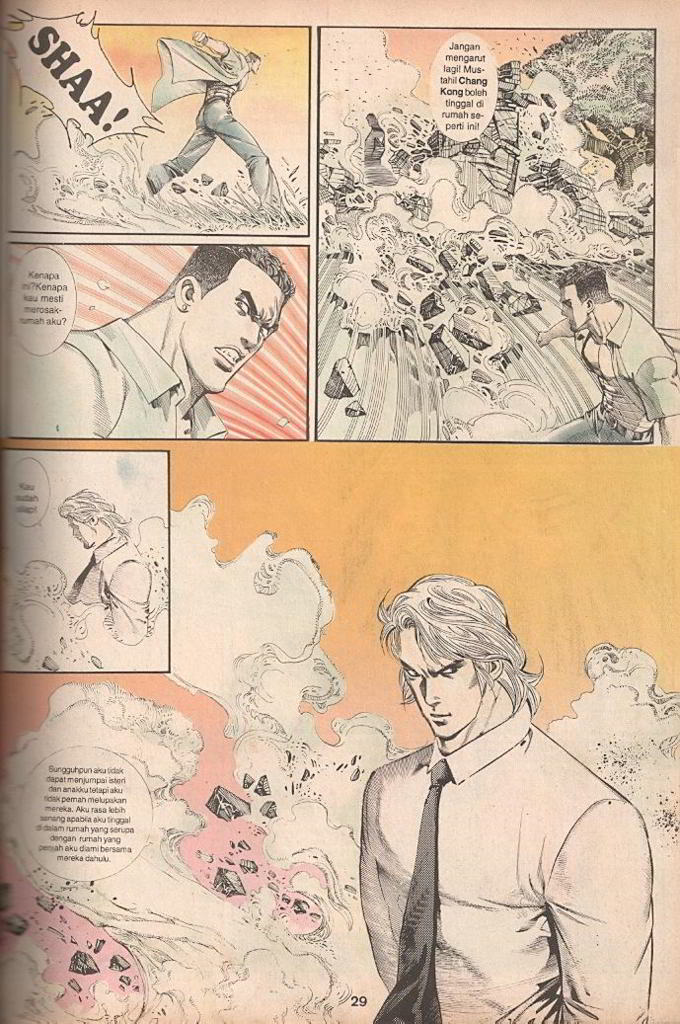 SHAA!
Jangan
mengarut
lagi! Mus-
tahil Chang
Kong boleh
tinggal di
rumah se-
perti ini!
Kenapa
ini?Kenapa
kau mesti
merosak-
rumah aku?
Kau
sudah
silap!
Sungguhpun aku tidak
dapat menjumpai isteri
dan anakku tetapi aku
tidak pernah melupakan
mereka. Aku rasa lebih
senang apabila aku tinggal
di dalam rumah yang serupa
dengan rumah yang
pernah aku diami bersama
mereka dahulu.
29